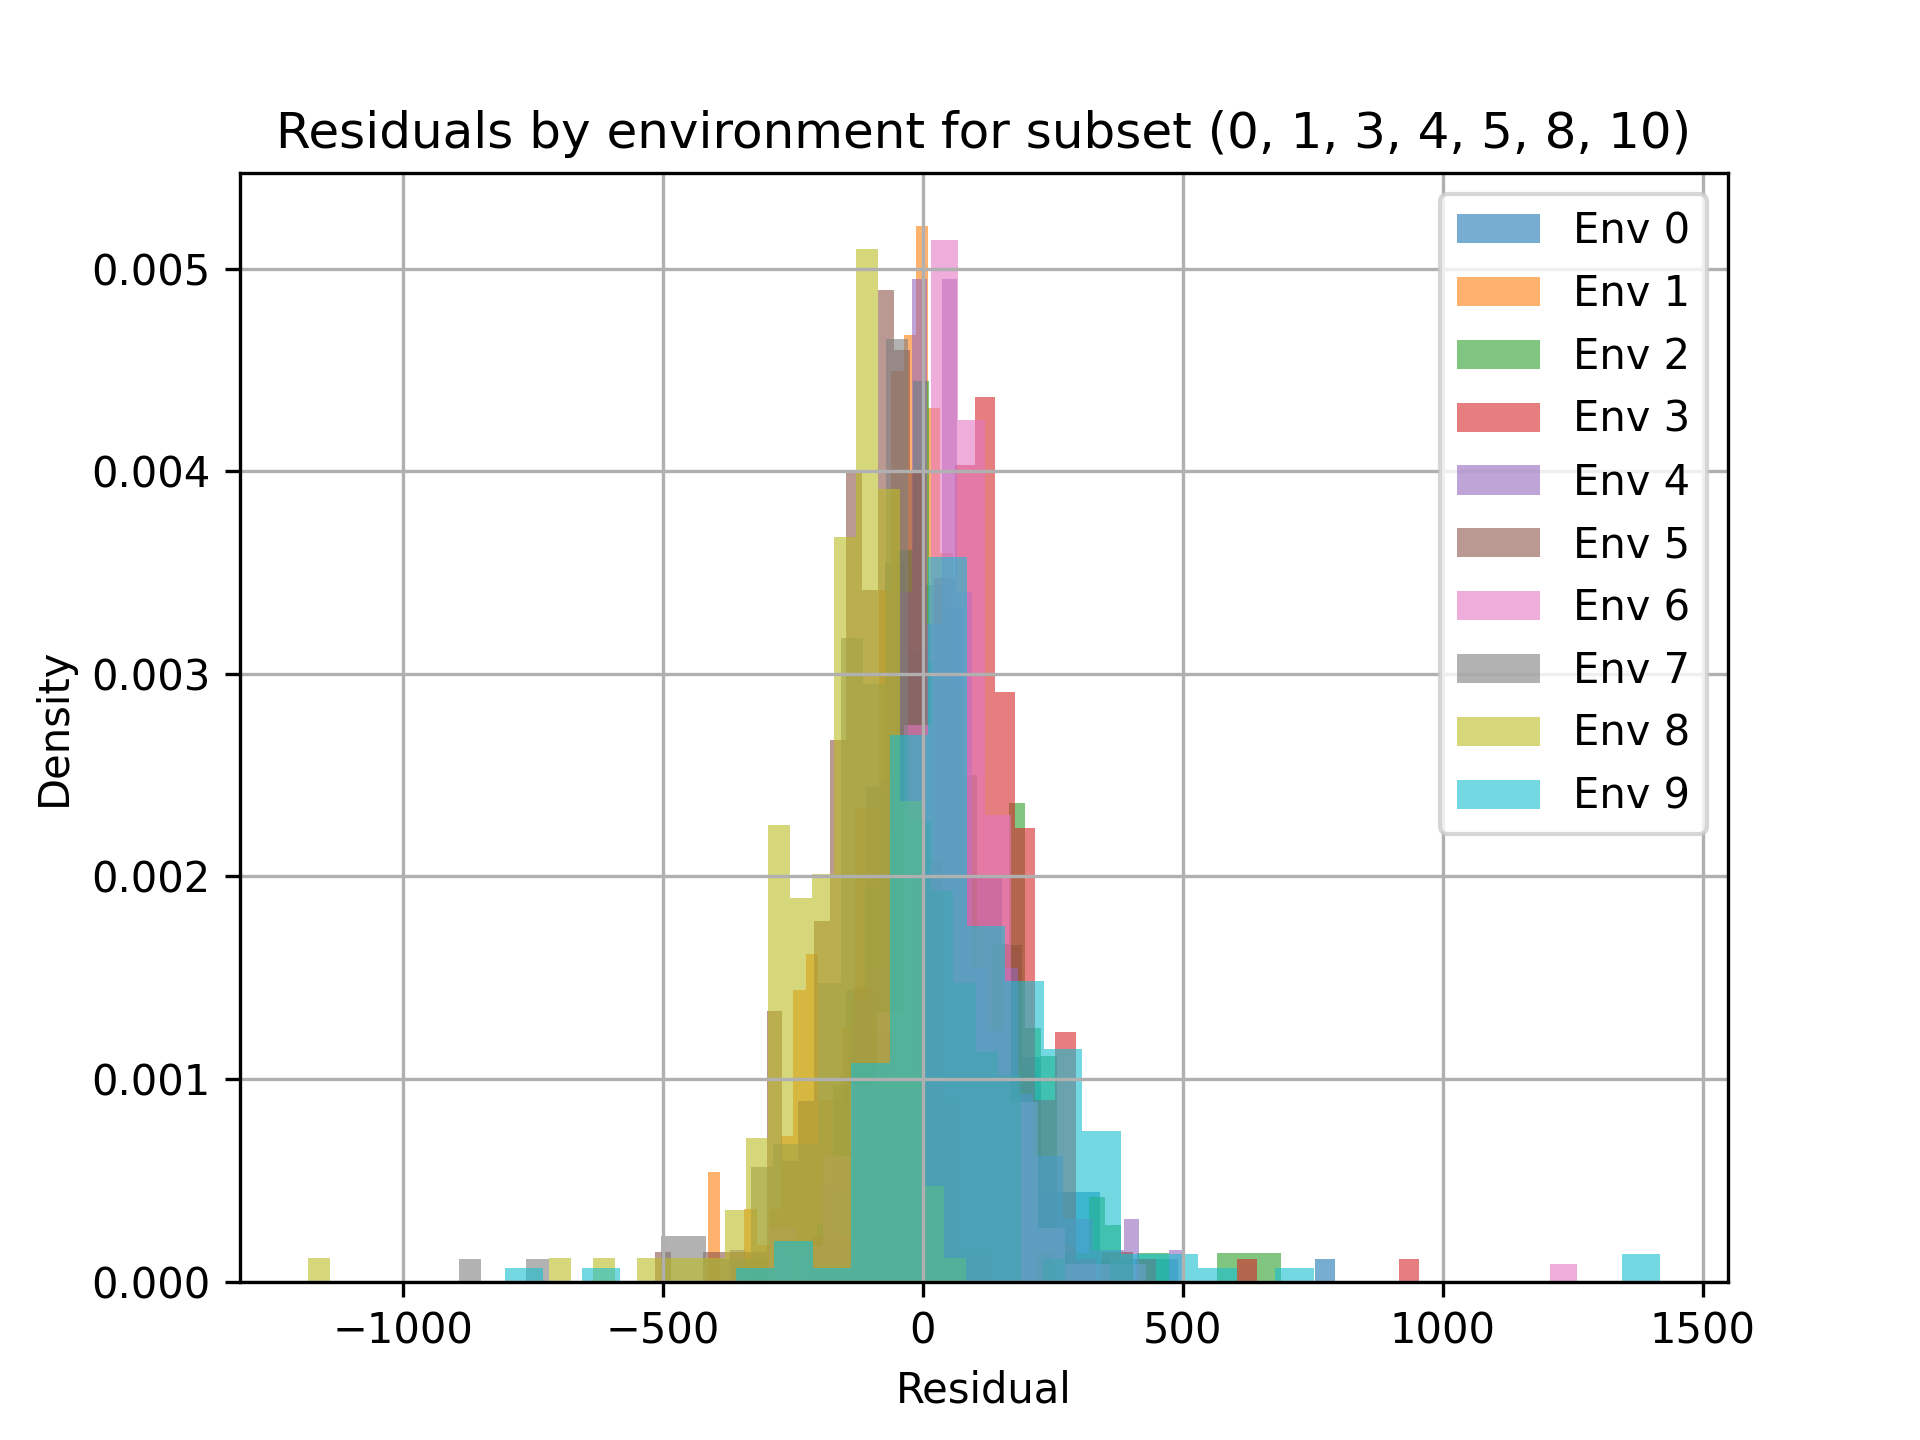 Residuals by environment for subset (0, 1, 3, 4, 5, 8, 10)
Env 0
Env 1
Env 2
Env 3
Env 4
Env 5
Env 6
Env 7
Env 8
Env 9
Density
0.005
0.004
0.003
0.002
0.001
0.000
−1000 −500 0 500 1000 1500
Residual